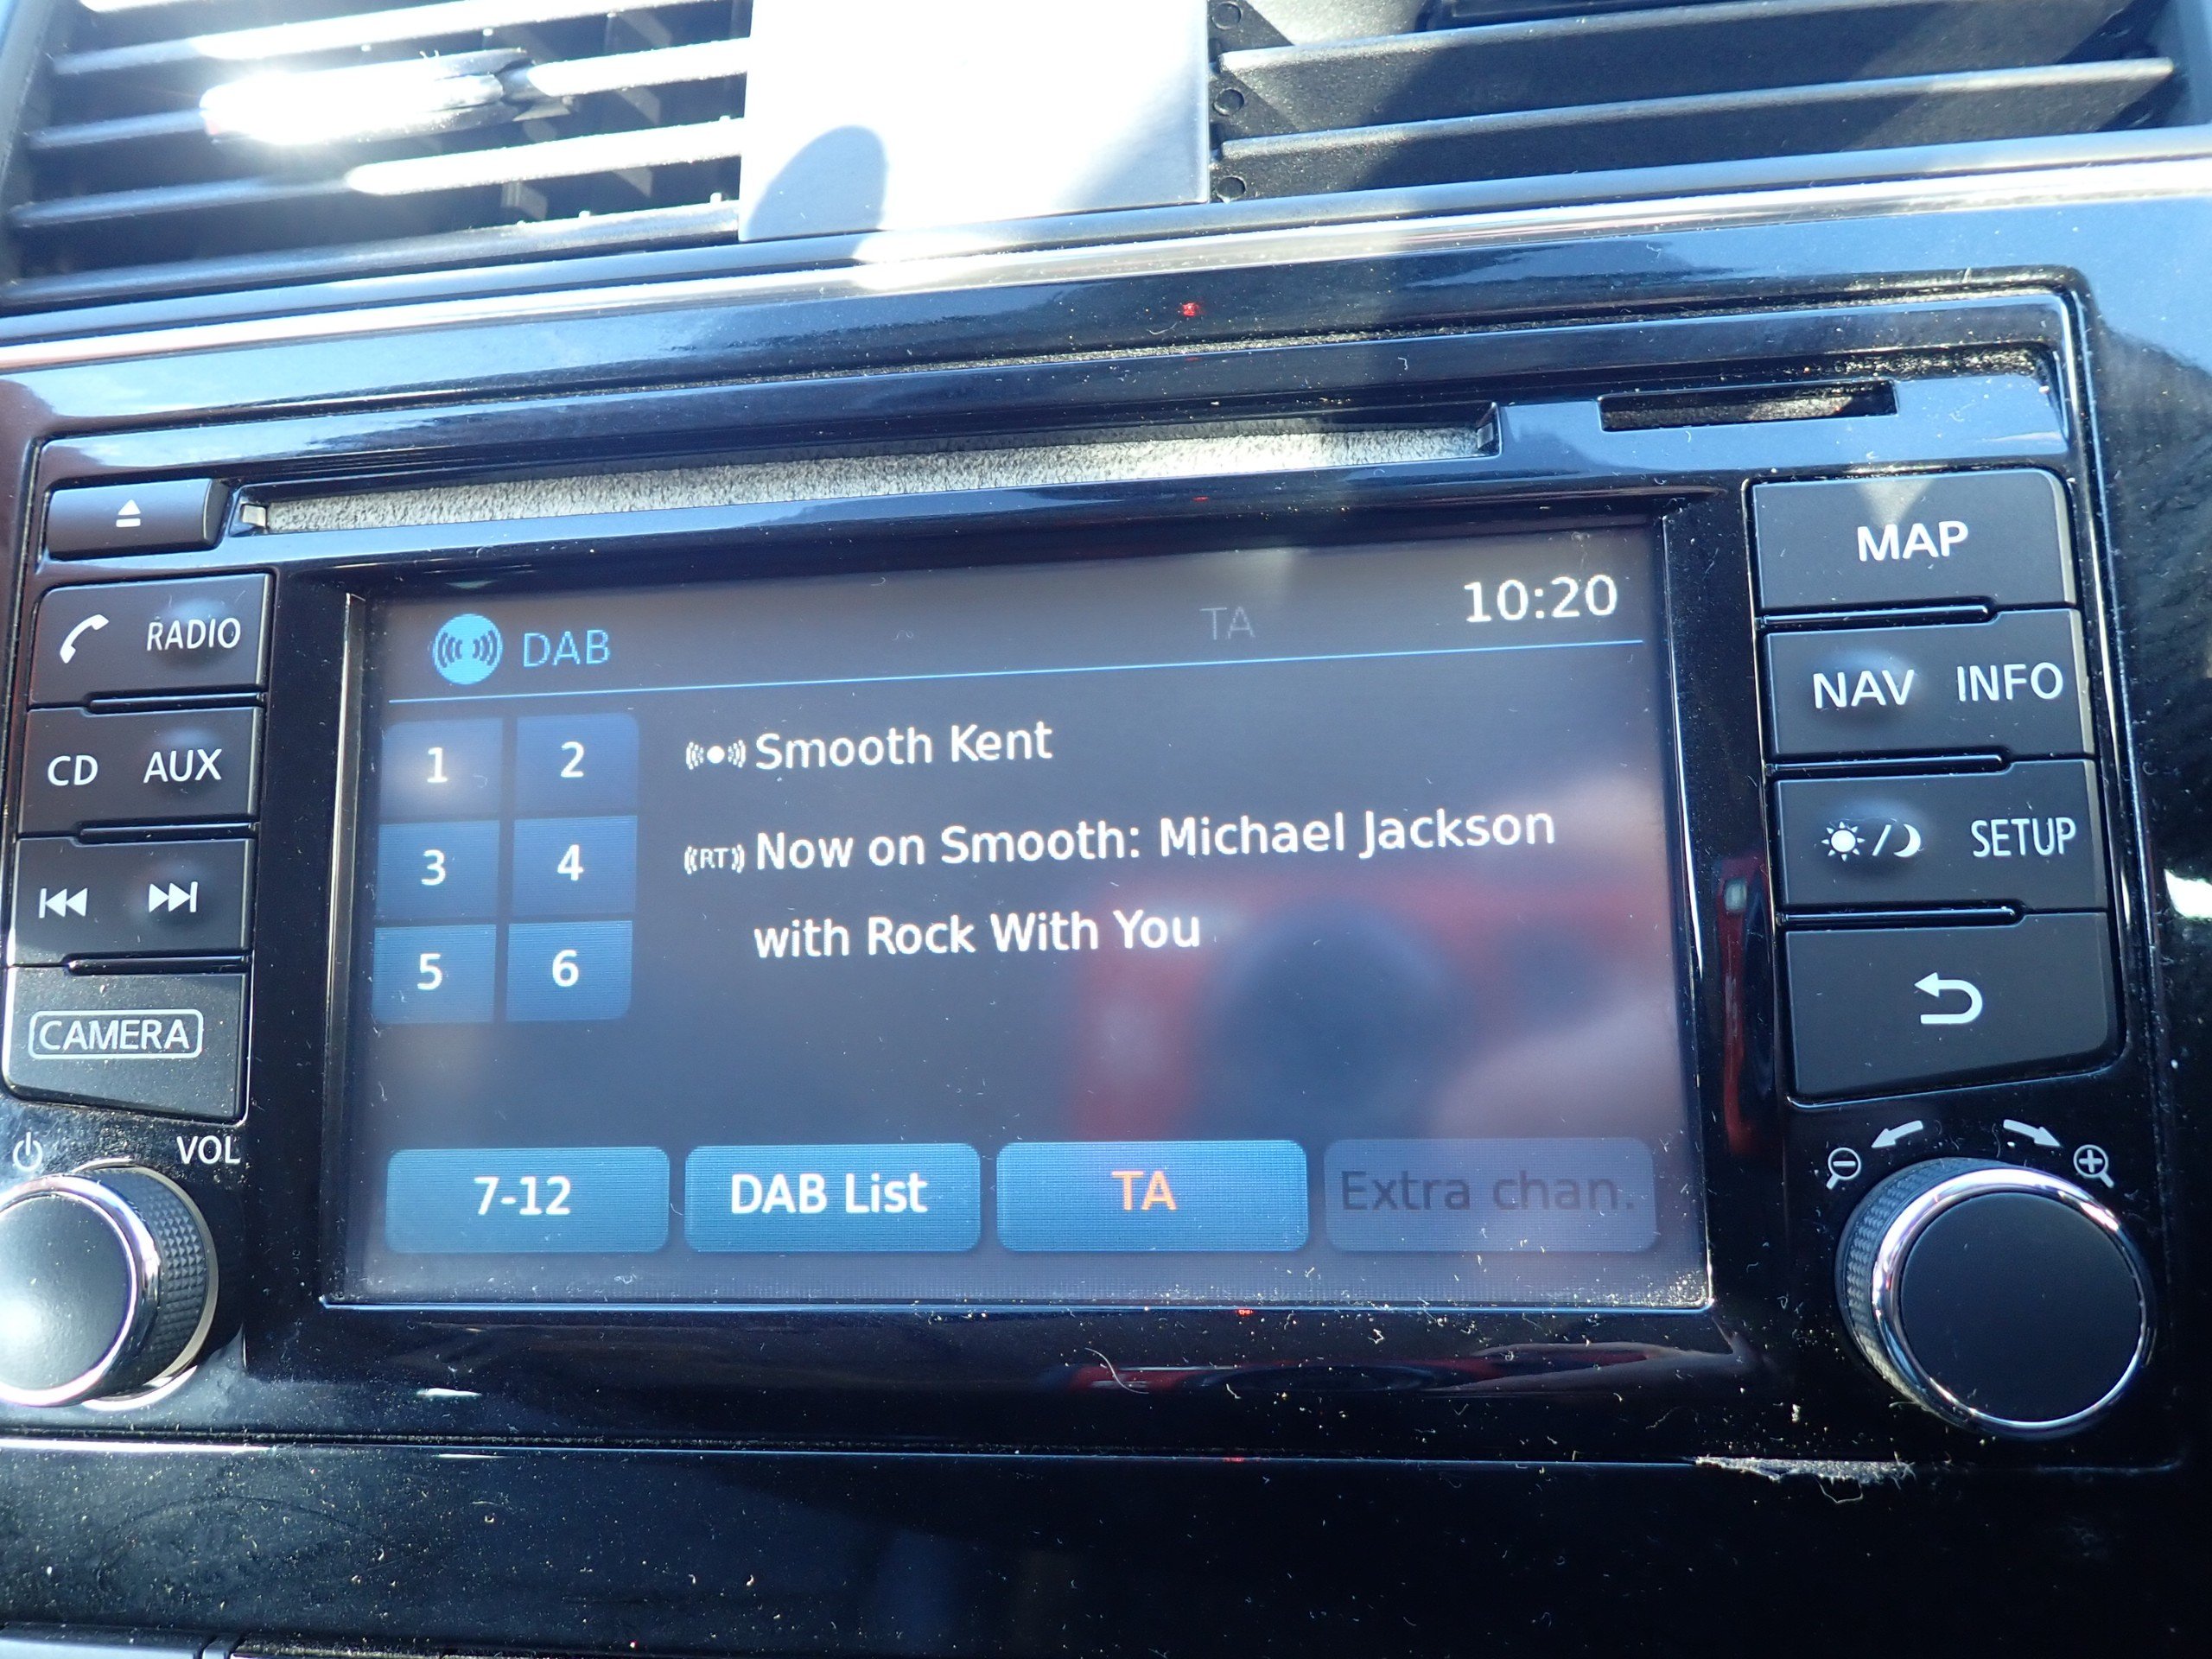 MAP
RADIO
NAV INFO
CD AUX
SETUP
CAMERA
VOL
DAB
TA
10:20
1 2
3 4
5 6
Smooth Kent
RT Now on Smooth: Michael Jackson
with Rock With You
7-12
DAB List
TA
Extra chan.